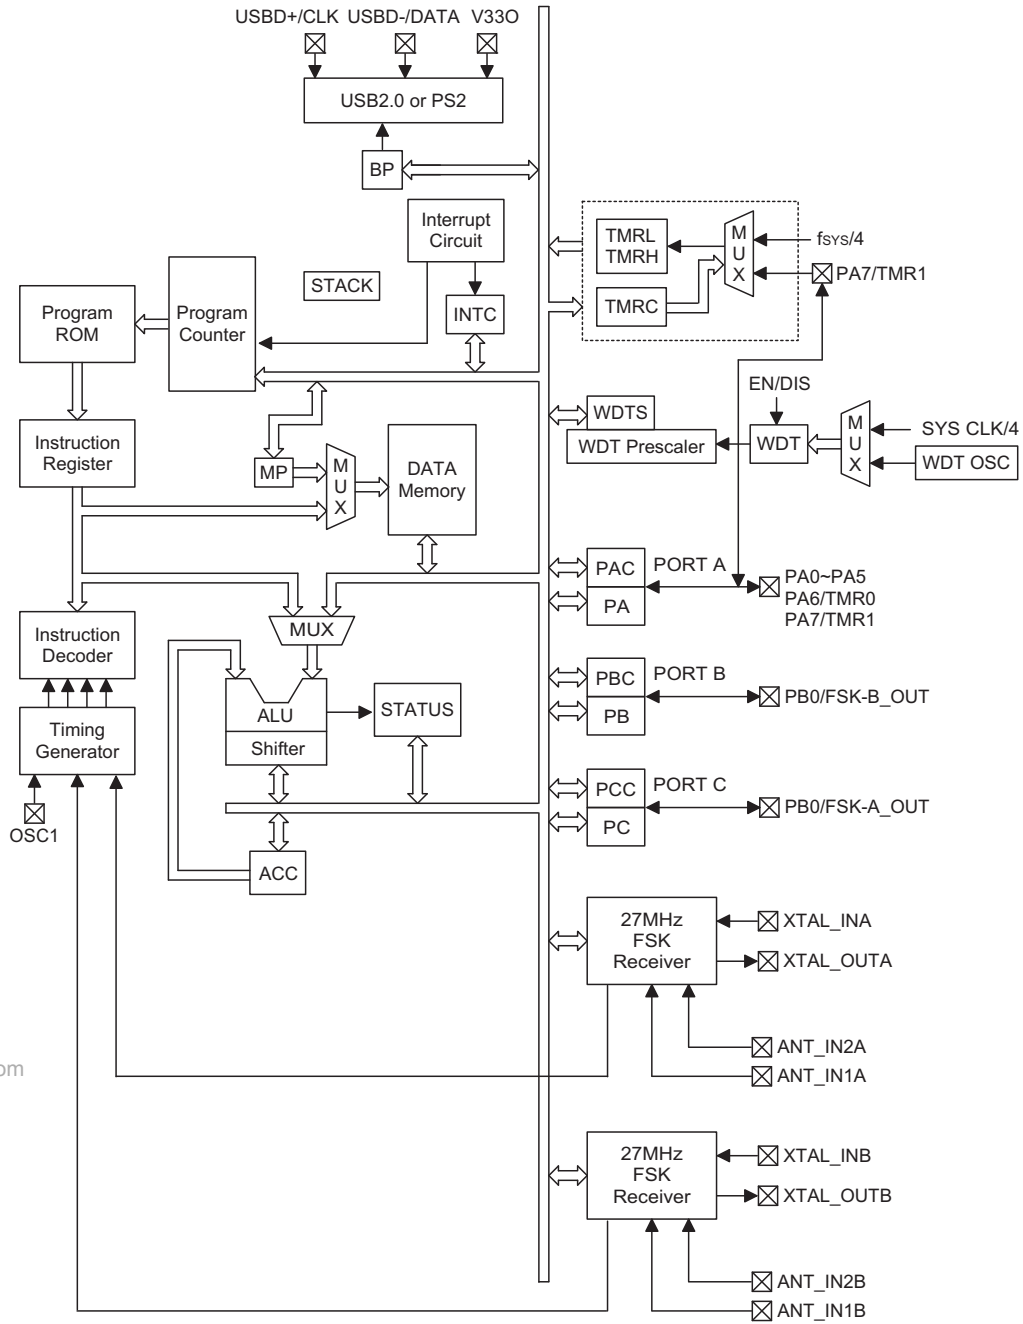 USBD+/CLK USBD-/DATA V33O
USB2.0 or PS2
BP
Interrupt
Circuit
STACK
INTC
Program
ROM
Program
Counter
TMRL
TMRH
TMRC
M
U
X
fSYS/4
PA7/TMR1
EN/DIS
WDTS
WDT Prescaler
WDT
M
U
X
SYS CLK/4
WDT OSC
Instruction
Register
MP
M
U
X
DATA
Memory
PAC
PA
PORT A
PA0~PA5
PA6/TMR0
PA7/TMR1
Instruction
Decoder
MUX
ALU
Shifter
STATUS
PBC
PB
PORT B
PB0/FSK-B_OUT
Timing
Generator
OSC1
PCC
PC
PORT C
PB0/FSK-A_OUT
ACC
27MHz
FSK
Receiver
XTAL_INA
XTAL_OUTA
ANT_IN2A
ANT_IN1A
om
27MHz
FSK
Receiver
XTAL_INB
XTAL_OUTB
ANT_IN2B
ANT_IN1B